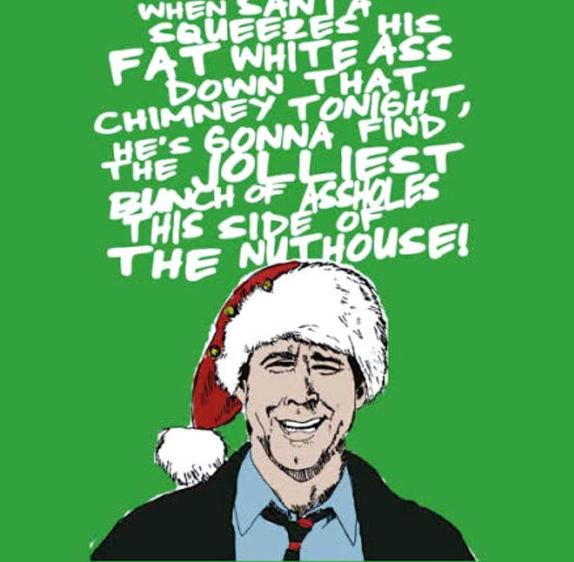 WHEN SANTA
SQUEEZES HIS
FAT WHITE ASS
DOWN THAT
CHIMNEY TONIGHT,
HE'S GONNA FIND
THE JOLLIEST
BUNCH OF ASSHOLES
THIS SIDE OF
THE NUTHOUSE!